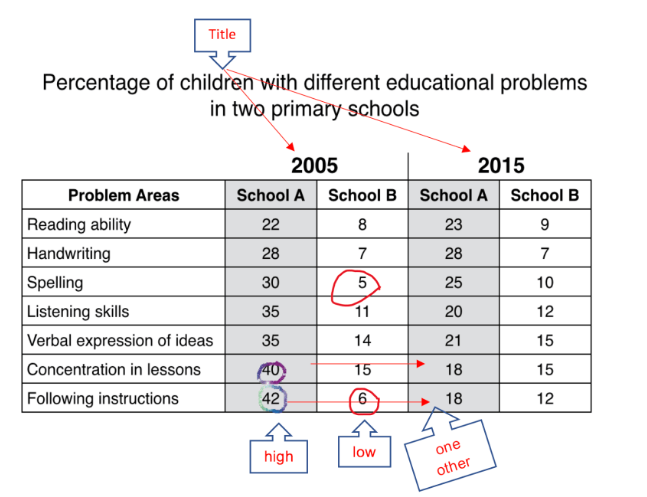 Title
Percentage of children with different educational problems
in two primary schools
2005 2015
Problem Areas School A School B School A School B
Reading ability 22 8 23 9
Handwriting 28 7 28 7
Spelling 30 5 25 10
Listening skills 35 11 20 12
Verbal expression of ideas 35 14 21 15
Concentration in lessons 40 15 18 15
Following instructions 42 6 18 12
high
low
one
other